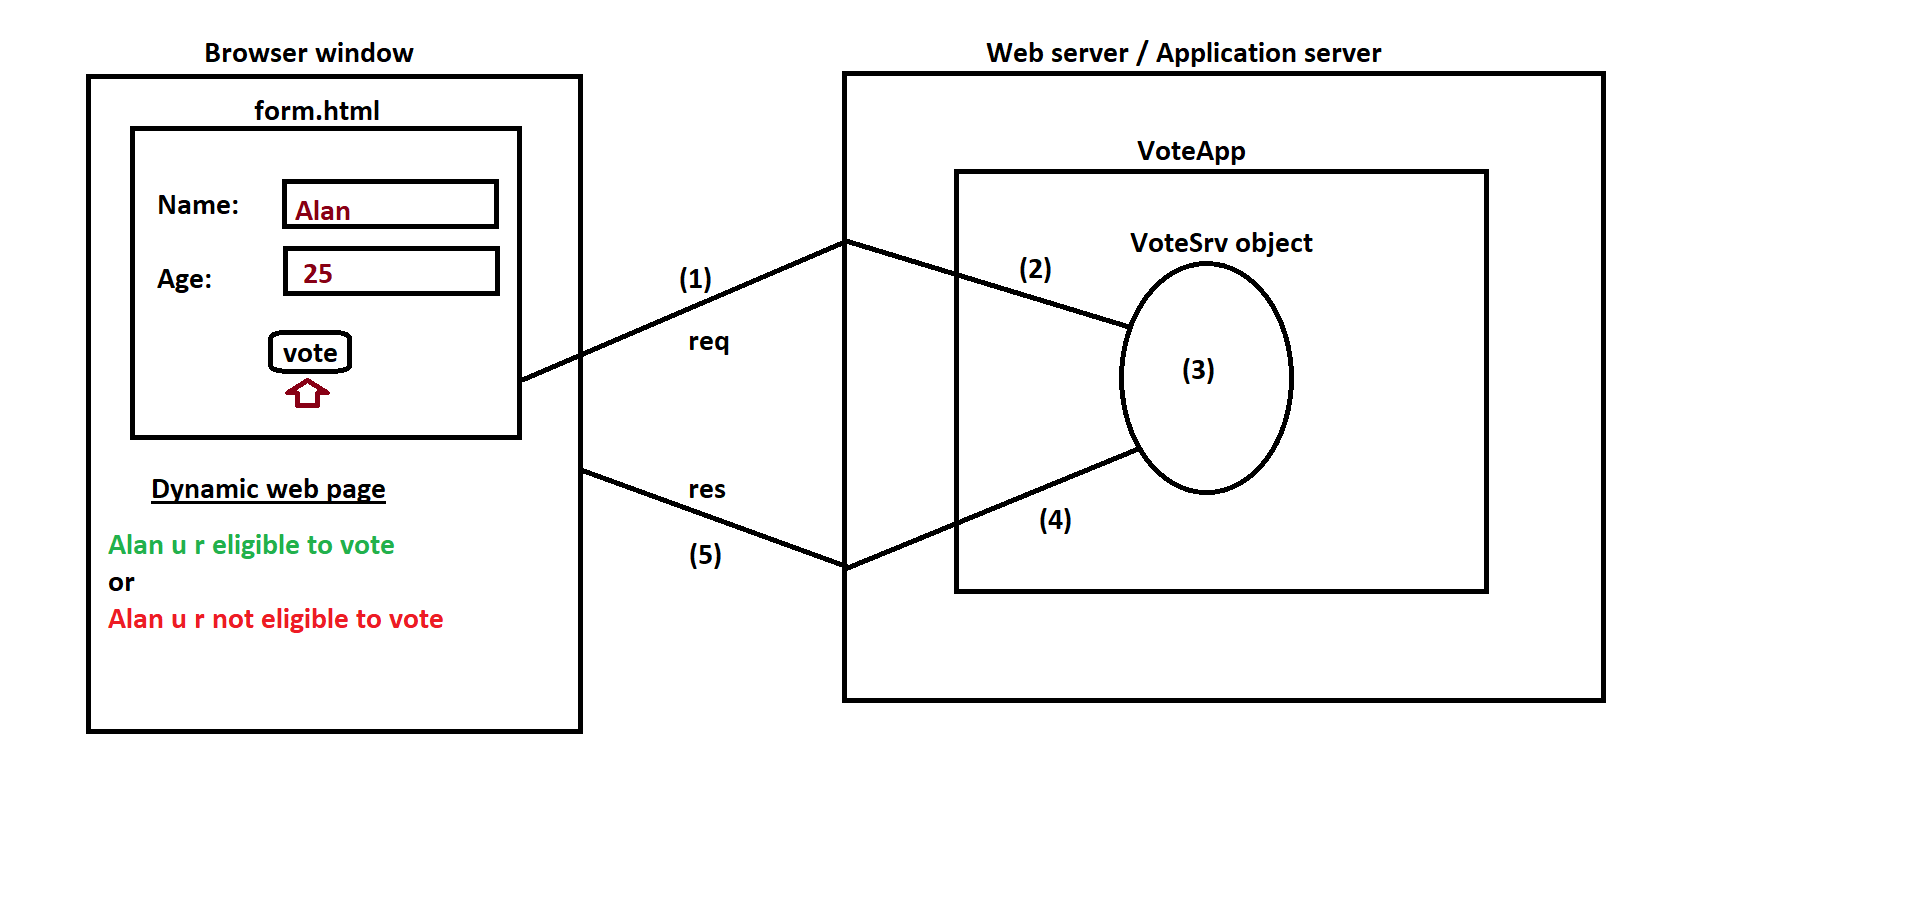 Browser window
form.html
Name: Alan
Age: 25
vote
Dynamic web page
Alan u r eligible to vote
or
Alan u r not eligible to vote
(1)
req
res
(5)
Web server / Application server
VoteApp
VoteSrv object
(2)
(3)
(4)